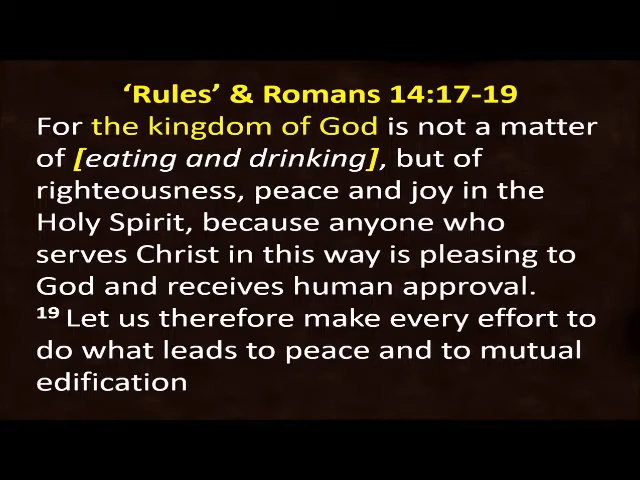 ‘Rules’ & Romans 14:17-19
For the kingdom of God is not a matter
of [eating and drinking], but of
righteousness, peace and joy in the
Holy Spirit, because anyone who
serves Christ in this way is pleasing to
God and receives human approval.
19 Let us therefore make every effort to
do what leads to peace and to mutual
edification